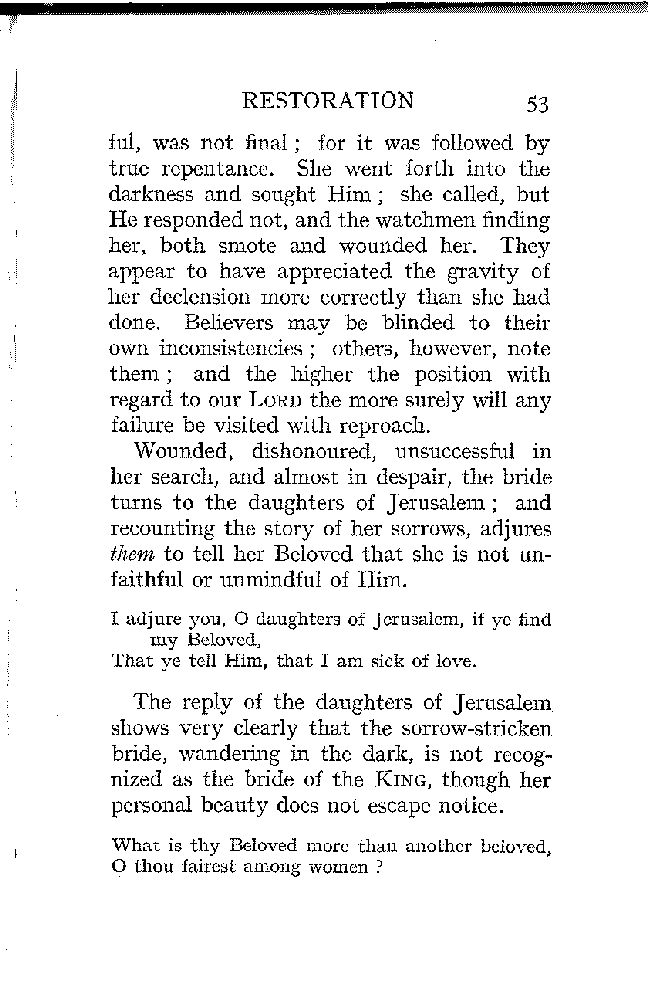 RESTORATION 53
ful, was not final ; for it was followed by
true repentance. She went forth into the
darkness and sought Him ; she called, but
He responded not, and the watchmen finding
her, both smote and wounded her. They
appear to have appreciated the gravity of
her declension more correctly than she had
done. Believers may be blinded to their
own inconsistencies ; others, however, note
them ; and the higher the position with
regard to our LORD the more surely will any
failure be visited with reproach.
Wounded, dishonoured, unsuccessful in
her search, and almost in despair, the bride
turns to the daughters of Jerusalem ; and
recounting the story of her sorrows, adjures
them to tell her Beloved that she is not un-
faithful or unmindful of Him.
I adjure you, O daughters of Jerusalem, if ye find
my Beloved,
That ye tell Him, that I am sick of love.
The reply of the daughters of Jerusalem
shows very clearly that the sorrow-stricken
bride, wandering in the dark, is not recog-
nized as the bride of the KING, though her
personal beauty does not escape notice.
What is thy Beloved more than another beloved,
O thou fairest among women ?